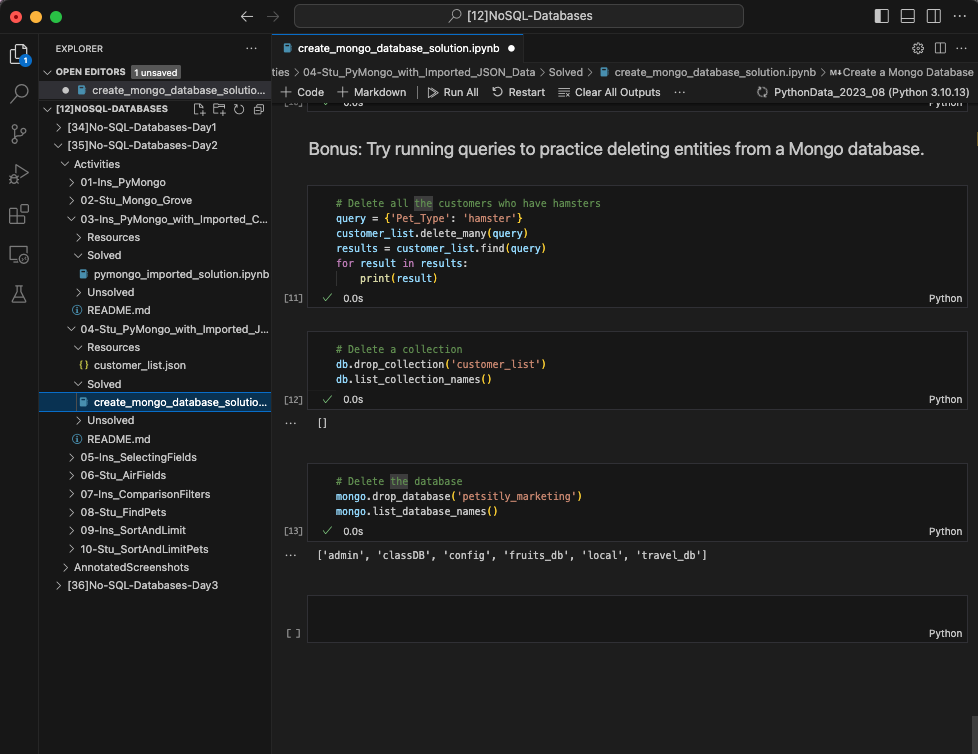 [12]NoSQL-Databases
EXPLORER
create_mongo_database_solution.ipynb
OPEN EDITORS 1 unsaved
ties > 04-Stu_PyMongo_with_Imported_JSON_Data > Solved > create_mongo_database_solution.ipynb > M↓Create a Mongo Database
create_mongo_database_solutio...
+ Code + Markdown Run All Restart Clear All Outputs ... PythonData_2023_08 (Python 3.10.13)
[12]NOSQL-DATABASES
[10] 0.0s Python
[34]No-SQL-Databases-Day1
[35]No-SQL-Databases-Day2
Activities
01-Ins_PyMongo
02-Stu_Mongo_Grove
03-Ins_PyMongo_with_Imported_C...
Resources
Solved
pymongo_imported_solution.ipynb
Unsolved
README.md
04-Stu_PyMongo_with_Imported_J...
Resources
customer_list.json
Solved
create_mongo_database_solutio...
Unsolved
README.md
05-Ins_SelectingFields
06-Stu_AirFields
07-Ins_ComparisonFilters
08-Stu_FindPets
09-Ins_SortAndLimit
10-Stu_SortAndLimitPets
AnnotatedScreenshots
[36]No-SQL-Databases-Day3
1
Bonus: Try running queries to practice deleting entities from a Mongo database.
# Delete all the customers who have hamsters
query = {'Pet_Type': 'hamster'}
customer_list.delete_many(query)
results = customer_list.find(query)
for result in results:
print(result)
[11] 0.0s Python
# Delete a collection
db.drop_collection('customer_list')
db.list_collection_names()
[12] 0.0s Python
... []
# Delete the database
mongo.drop_database('petsitly_marketing')
mongo.list_database_names()
[13] 0.0s Python
... ['admin', 'classDB', 'config', 'fruits_db', 'local', 'travel_db']
[ ] Python